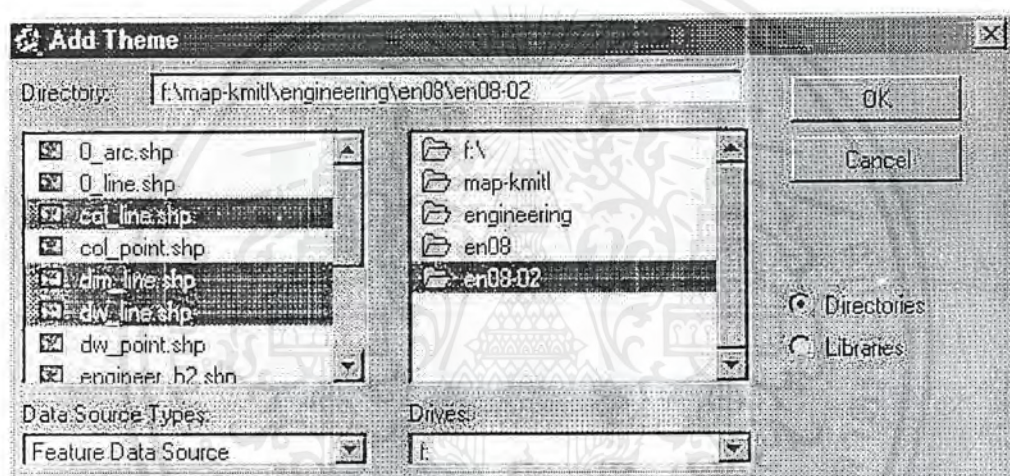 Add Theme
Directory: f:\map-kmitl\engineering\en08\en08-02
OK
Cancel
0_arc.shp
0_line.shp
col_line.shp
col_point.shp
dim_line.shp
dw_line.shp
dw_point.shp
engineer_b2.shp
f:\
map-kmitl
engineering
en08
en08-02
Directories
Libraries
Data Source Types:
Feature Data Source
Drives:
f: